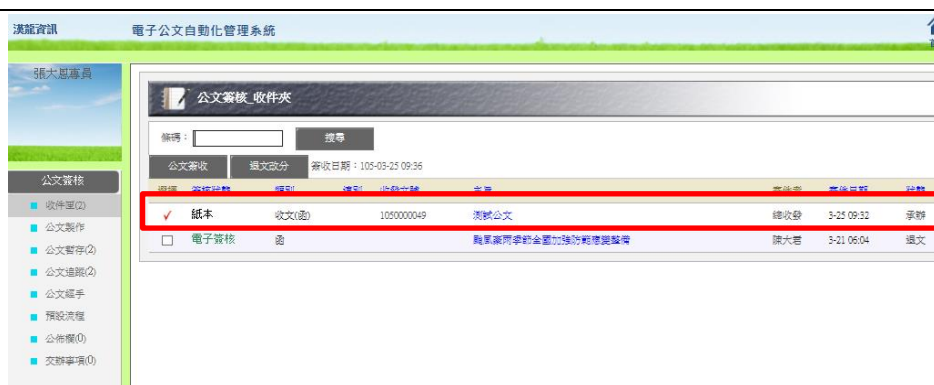 漢龍資訊 電子公文自動化管理系統
張大恩專員
公文簽核_收件夾
條碼： 搜尋
公文簽收 退文改分 簽收日期：105-03-25 09:36
公文簽核
收件匣(2)
紙本 收文(函) 1050000049 測試公文 總收發 3-25 09:32 承辦
公文製作
電子簽核 函 颱風豪雨季節全國加強防範應變整備 陳大君 3-21 06:04 退文
公文暫存(2)
公文追蹤(2)
公文經手
預設流程
公佈欄(0)
交辦事項(0)